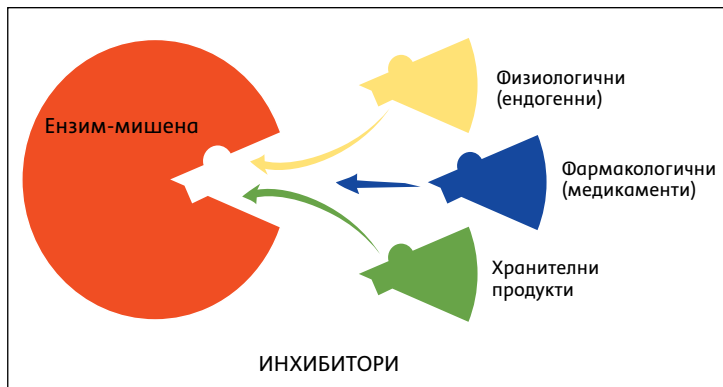 Ензим-мишена
Физиологични
(ендогенни)
Фармакологични
(медикаменти)
Хранителни
продукти
ИНХИБИТОРИ